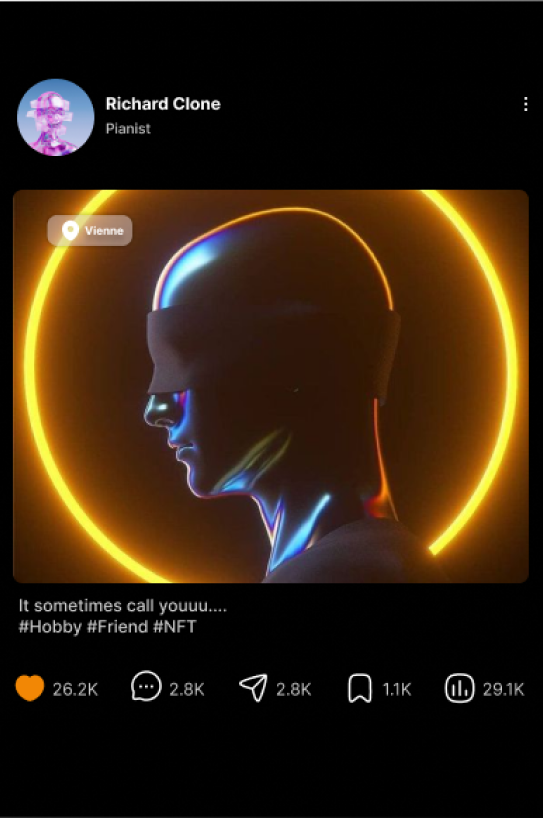 Richard Clone
Pianist
Vienne
It sometimes call youuu....
#Hobby #Friend #NFT
26.2K 2.8K 2.8K 1.1K 29.1K